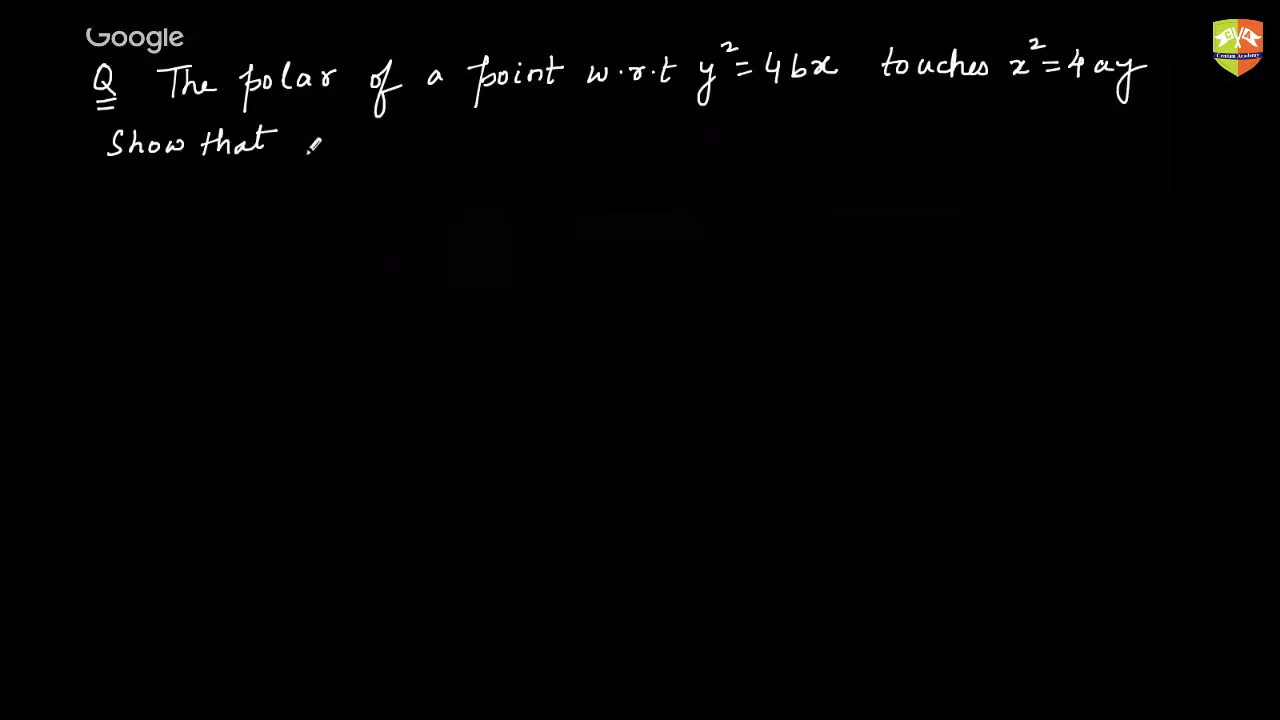 Google
Q The polar of a point w.r.t y² = 4bx touches x² = 4ay
Show that